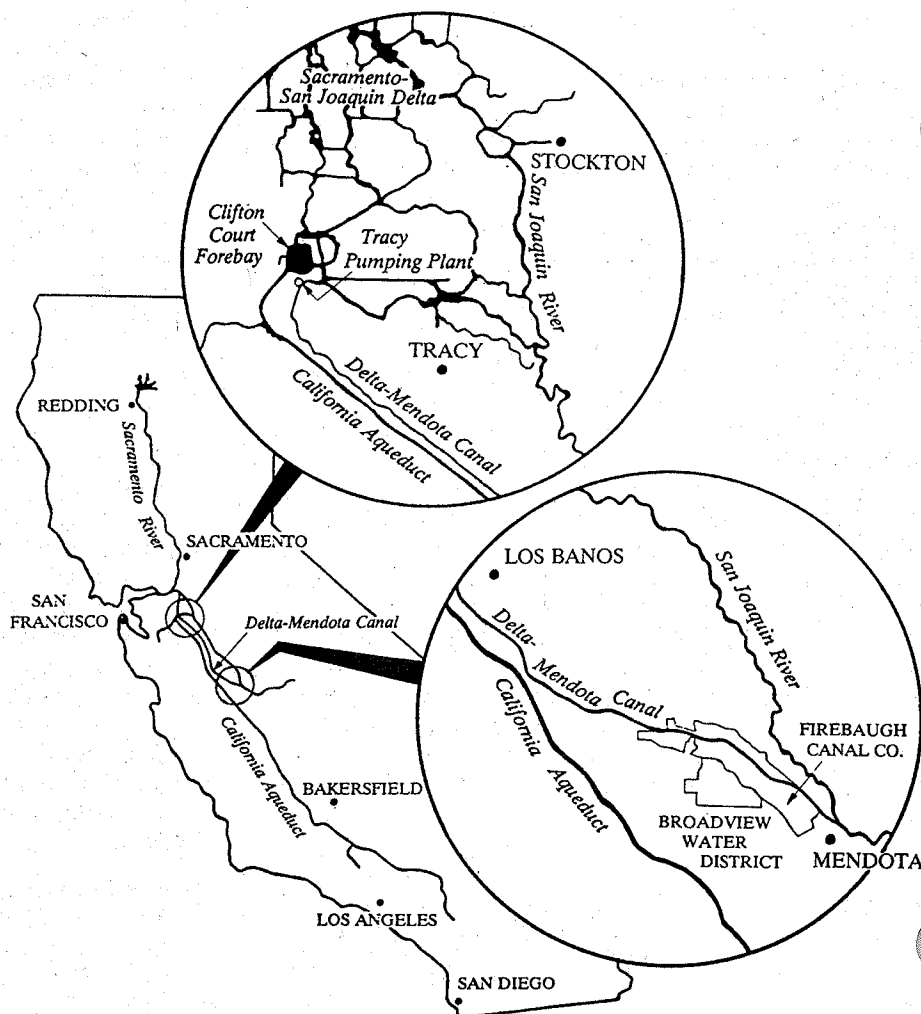 Sacramento-
San Joaquin Delta
STOCKTON
San Joaquin River
Clifton
Court
Forebay
Tracy
Pumping Plant
TRACY
Delta-Mendota Canal
California Aqueduct
REDDING
Sacramento River
SACRAMENTO
SAN
FRANCISCO
Delta-Mendota Canal
California Aqueduct
BAKERSFIELD
LOS ANGELES
SAN DIEGO
LOS BANOS
San Joaquin River
Delta-
Mendota Canal
California Aqueduct
FIREBAUGH
CANAL CO.
BROADVIEW
WATER
DISTRICT
MENDOTA